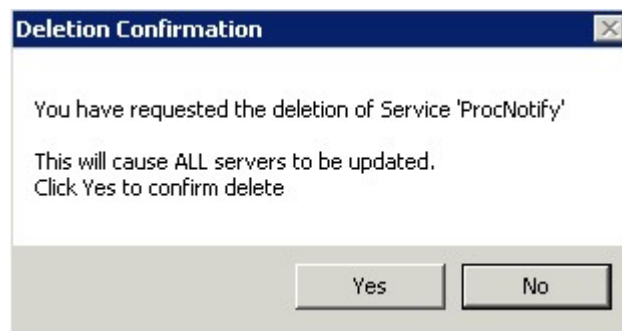 Deletion Confirmation
You have requested the deletion of Service 'ProcNotify'
This will cause ALL servers to be updated.
Click Yes to confirm delete
Yes No